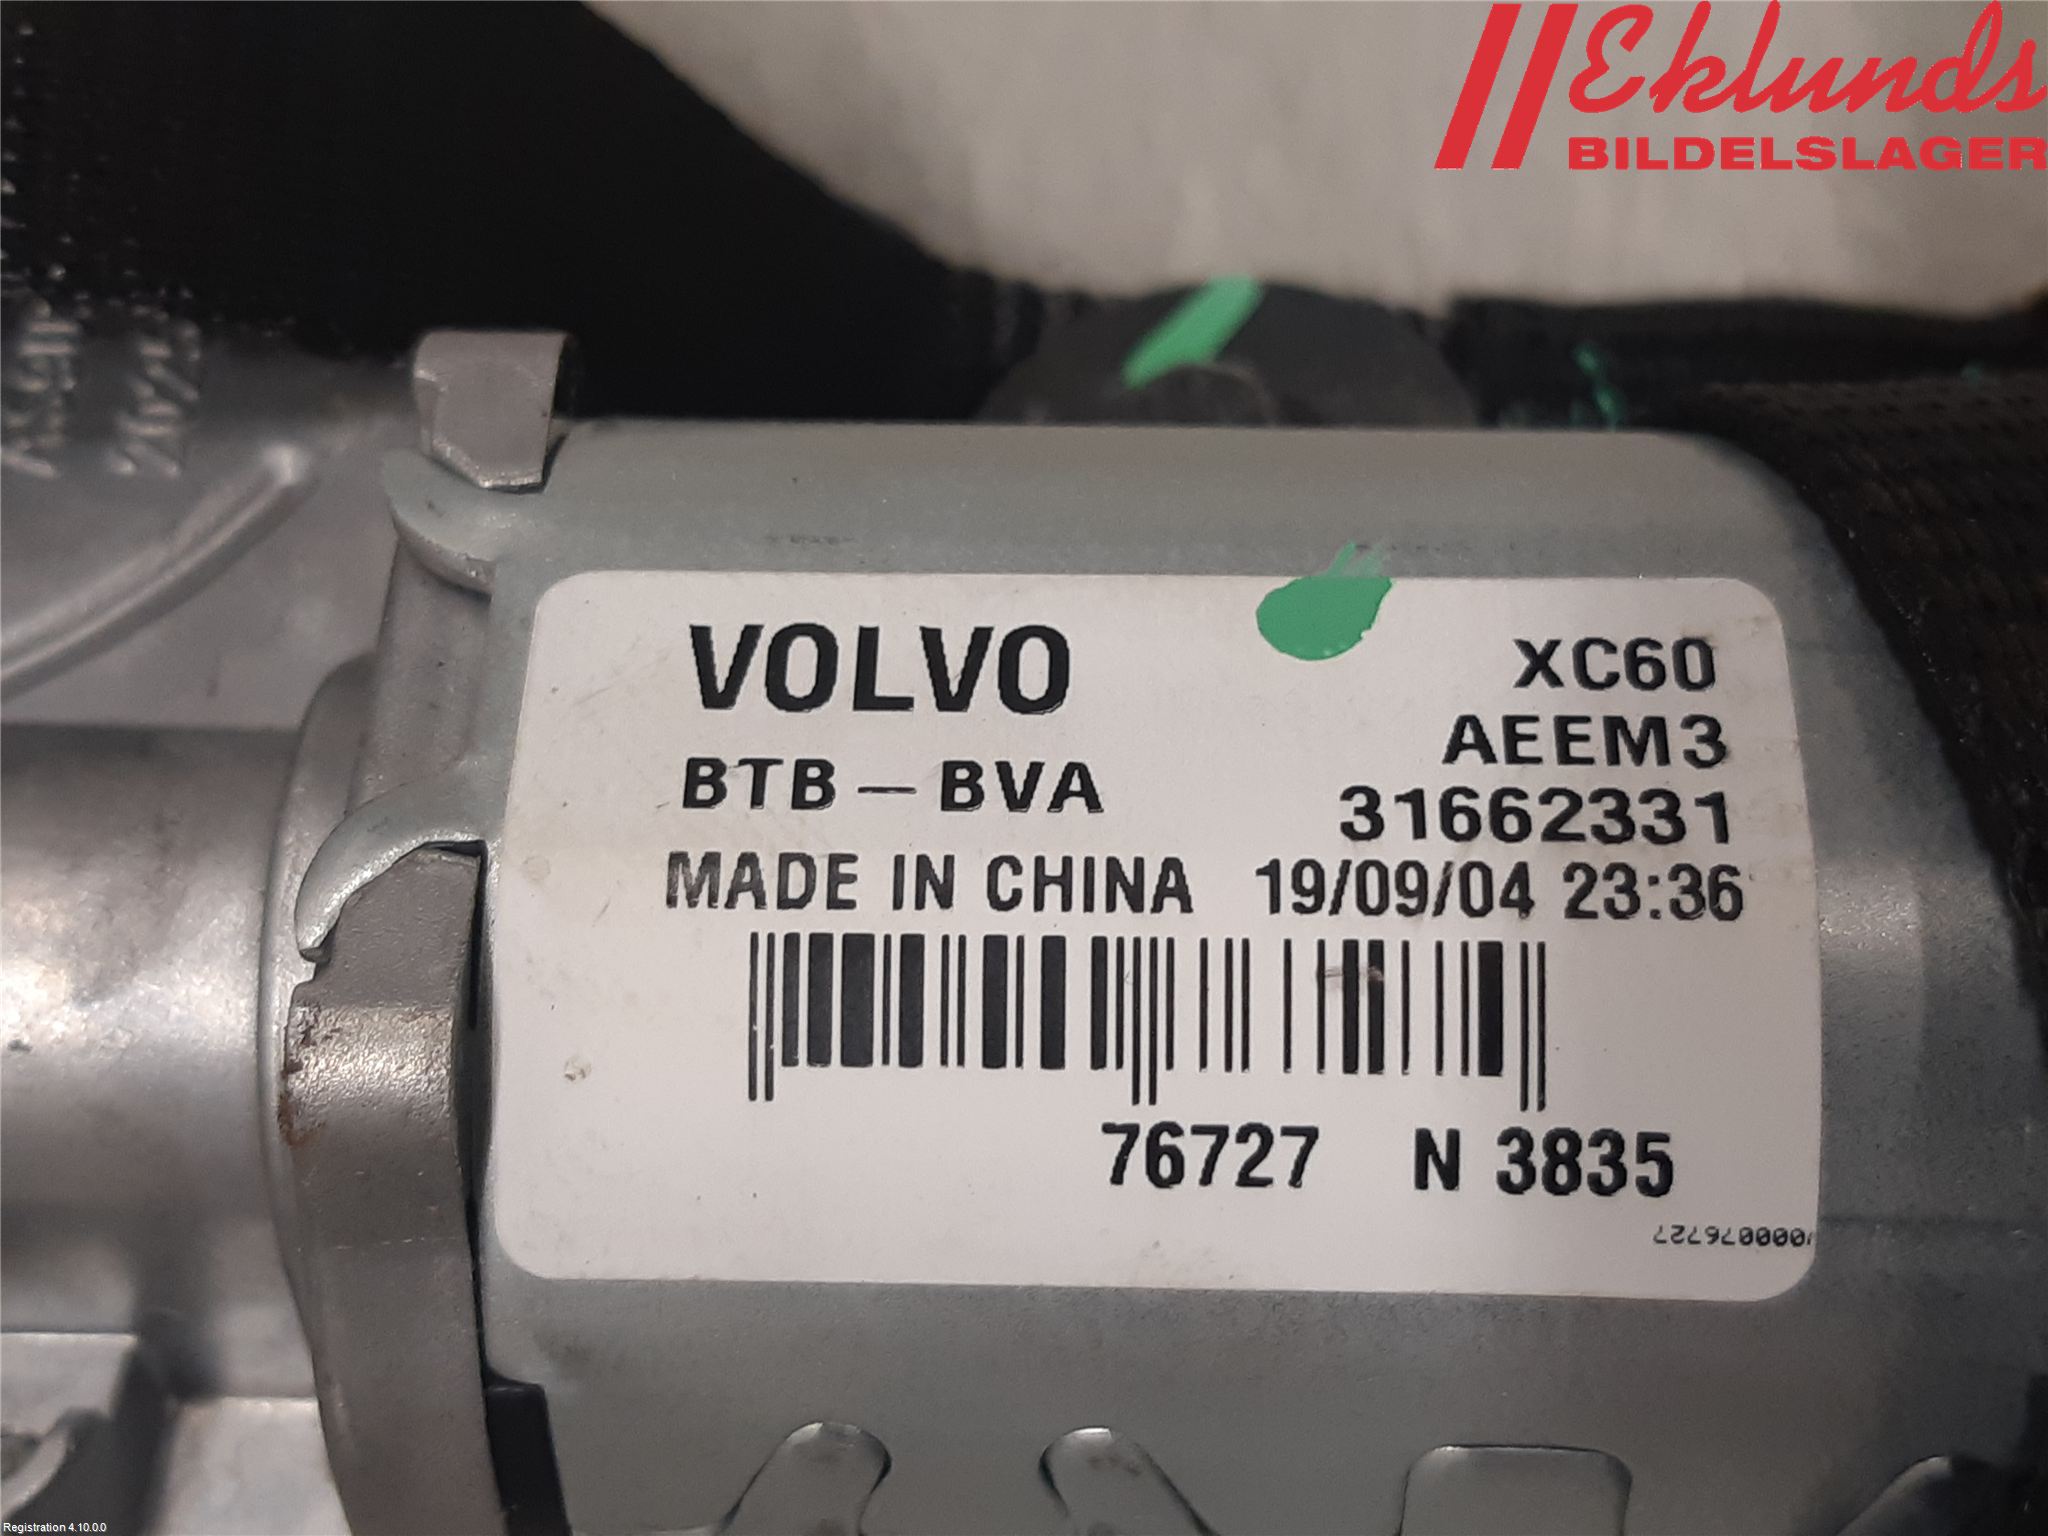 Eklunds
BILDELSLAGER
VOLVO
XC60
AEEM3
BTB-BVA
31662331
MADE IN CHINA 19/09/04 23:36
76727 N 3835
Registration 4.10.0.0